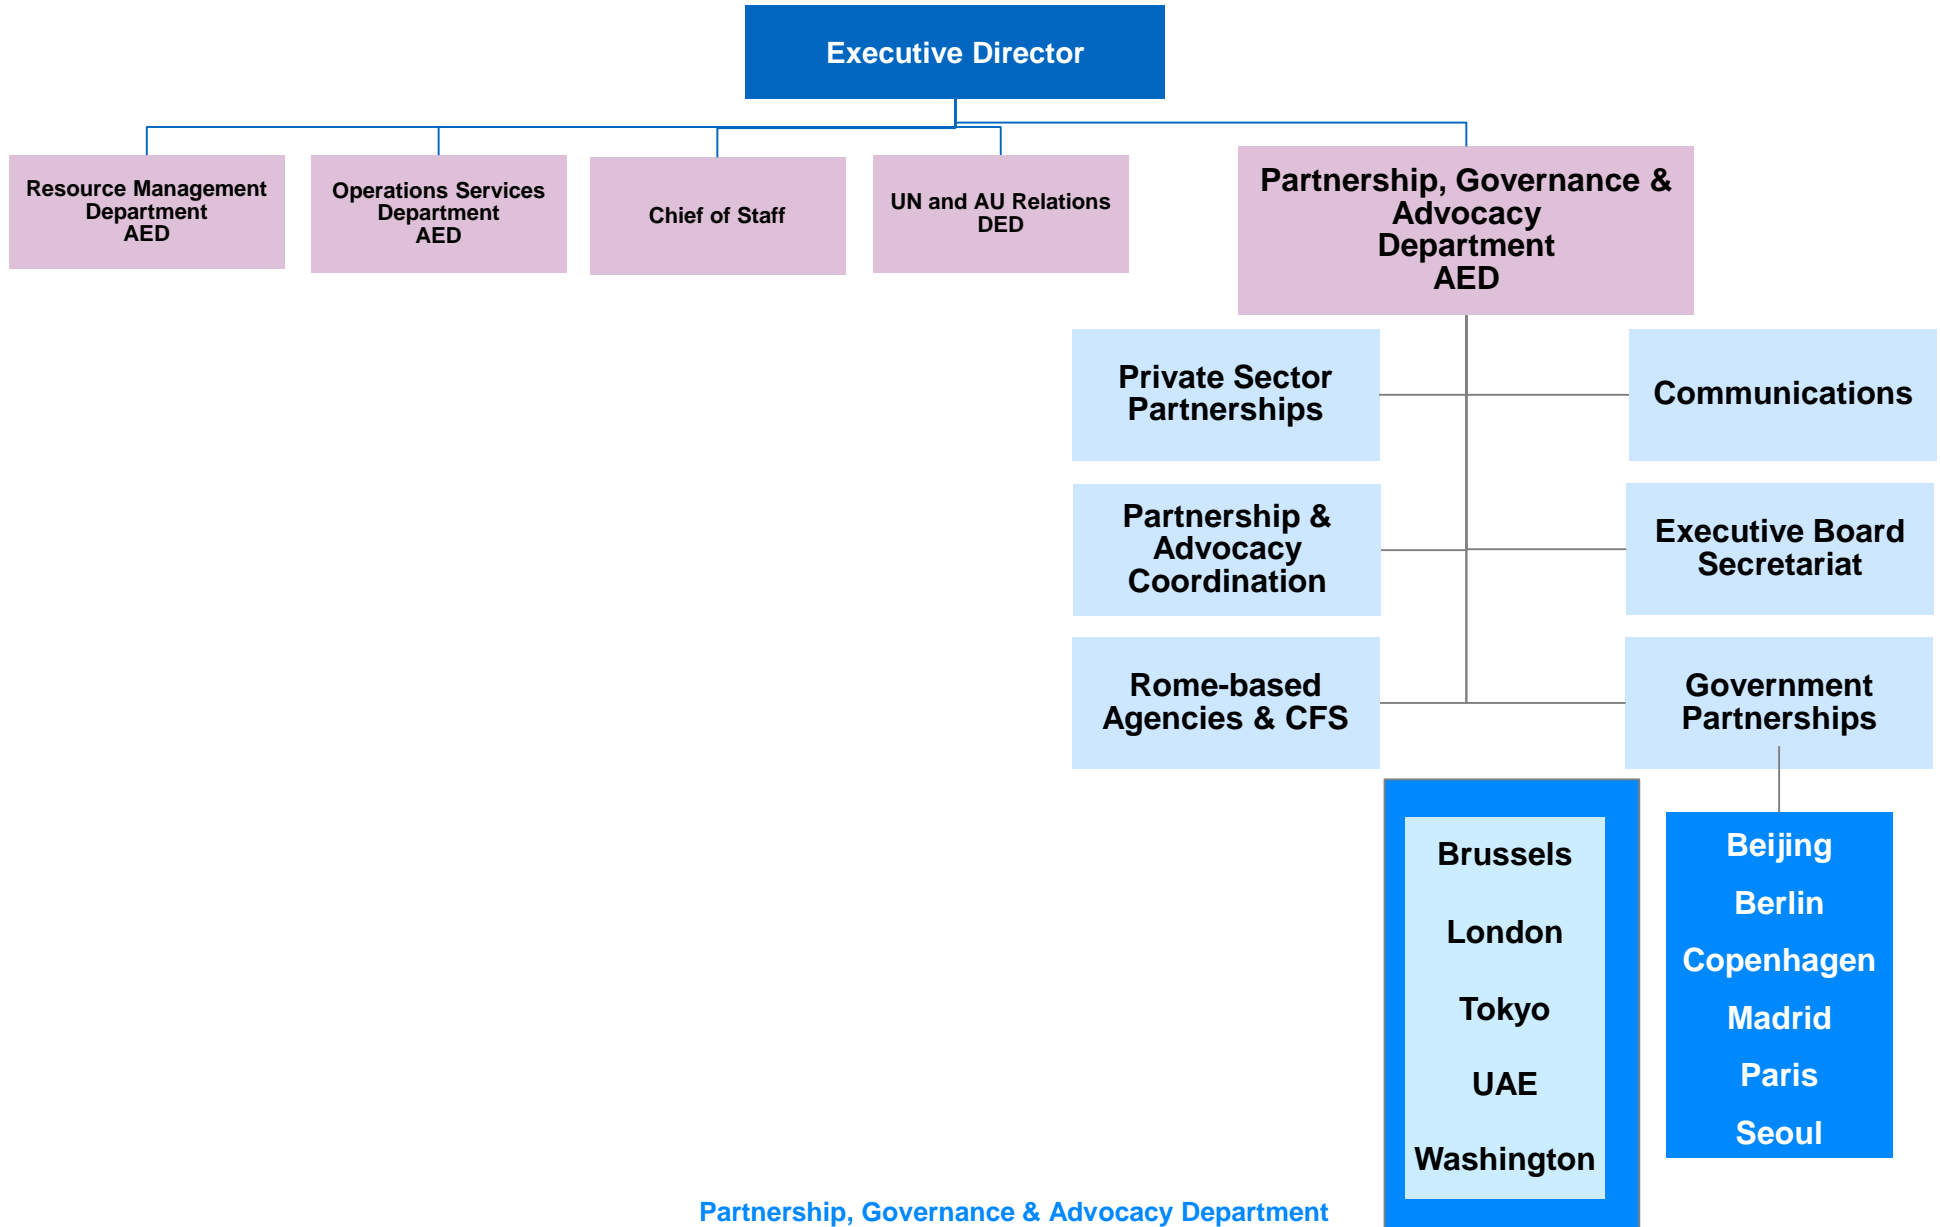 Executive Director
Resource Management
Department
AED
Operations Services
Department
AED
Chief of Staff
UN and AU Relations
DED
Partnership, Governance &
Advocacy
Department
AED
Private Sector
Partnerships
Communications
Partnership &
Advocacy
Coordination
Executive Board
Secretariat
Rome-based
Agencies & CFS
Government
Partnerships
Brussels
London
Tokyo
UAE
Washington
Beijing
Berlin
Copenhagen
Madrid
Paris
Seoul
Partnership, Governance & Advocacy Department